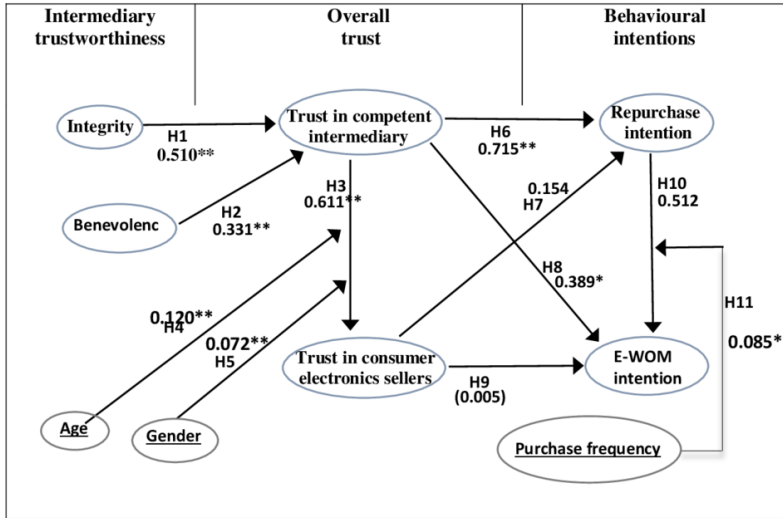 Intermediary
trustworthiness
Overall
trust
Behavioural
intentions
Integrity
H1
0.510**
Trust in competent
intermediary
H6
0.715**
Repurchase
intention
Benevolenc
H2
0.331**
H3
0.611**
0.154
H7
H10
0.512
H8
0.389*
H11
0.085*
0.120**
H4
0.072**
H5
Trust in consumer
electronics sellers
H9
(0.005)
E-WOM
intention
Age
Gender
Purchase frequency